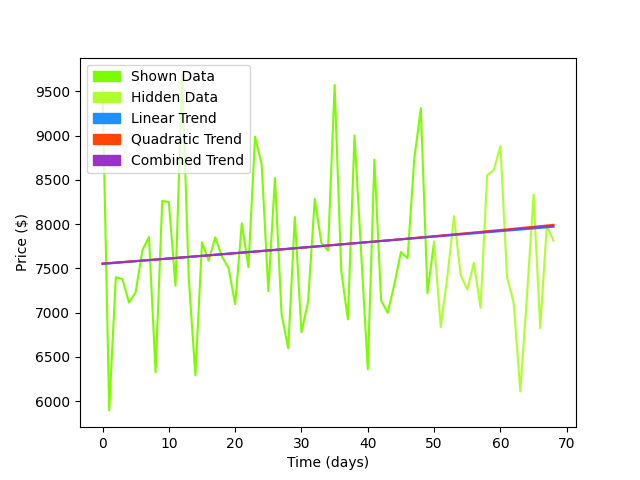 Shown Data
Hidden Data
Linear Trend
Quadratic Trend
Combined Trend
9500
9000
8500
8000
7500
7000
6500
6000
Price ($)
0 10 20 30 40 50 60 70
Time (days)